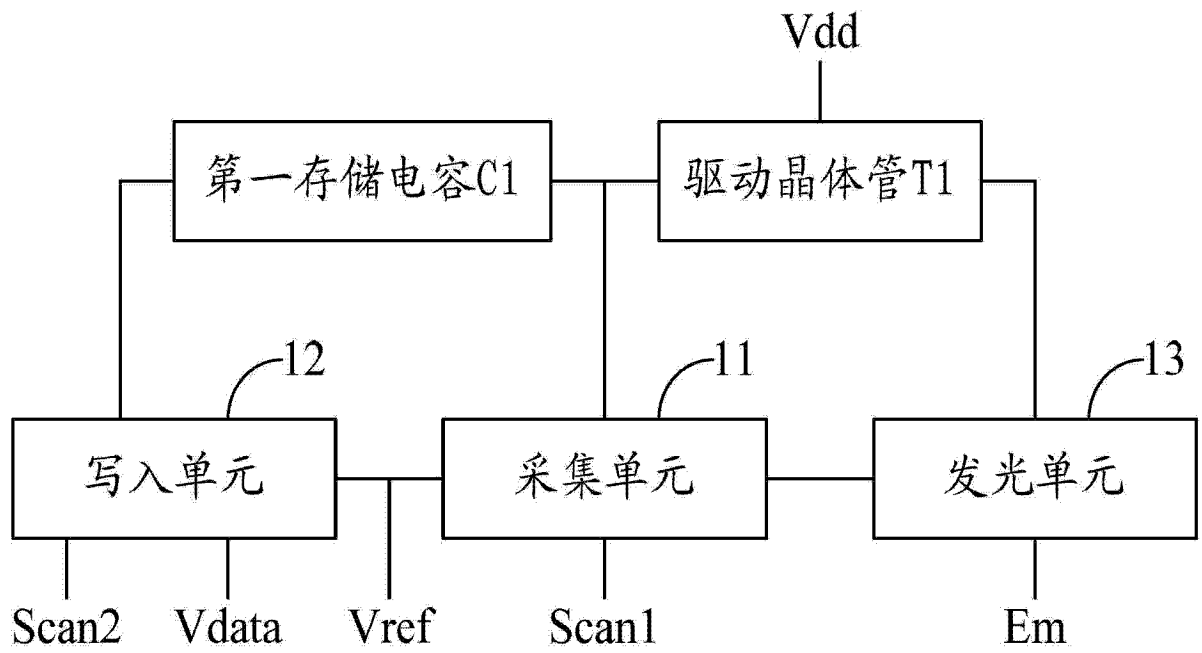 Vdd
第一存储电容C1
驱动晶体管T1
12
11
13
写入单元
采集单元
发光单元
Scan2
Vdata
Vref
Scan1
Em